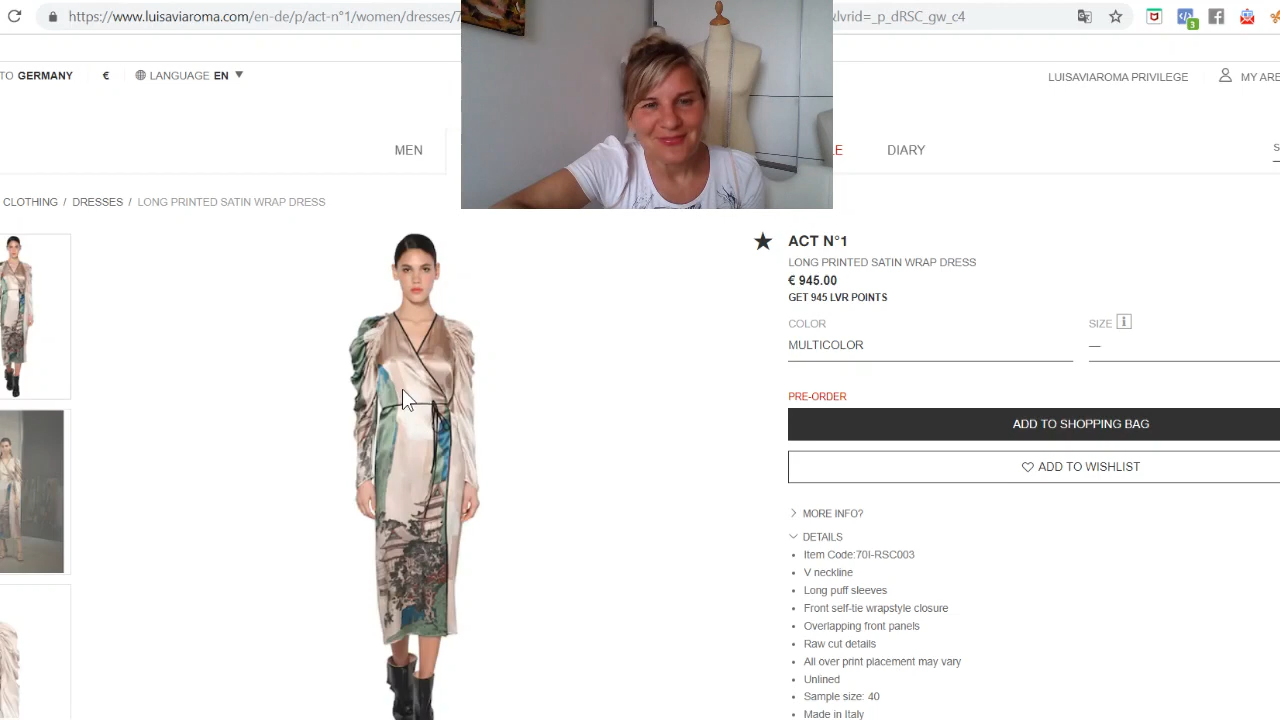 https://www.luisaviaroma.com/en-de/p/act-n°1/women/dresses/7
lvrid=_p_dRSC_gw_c4
3
TO GERMANY
€
LANGUAGE EN
LUISAVIAROMA PRIVILEGE
MY ARE
MEN
LE
DIARY
S
CLOTHING / DRESSES / LONG PRINTED SATIN WRAP DRESS
ACT N°1
LONG PRINTED SATIN WRAP DRESS
€ 945.00
GET 945 LVR POINTS
COLOR
SIZE i
MULTICOLOR
—
PRE-ORDER
ADD TO SHOPPING BAG
ADD TO WISHLIST
MORE INFO?
DETAILS
• Item Code:70I-RSC003
• V neckline
• Long puff sleeves
• Front self-tie wrapstyle closure
• Overlapping front panels
• Raw cut details
• All over print placement may vary
• Unlined
• Sample size: 40
• Made in Italy